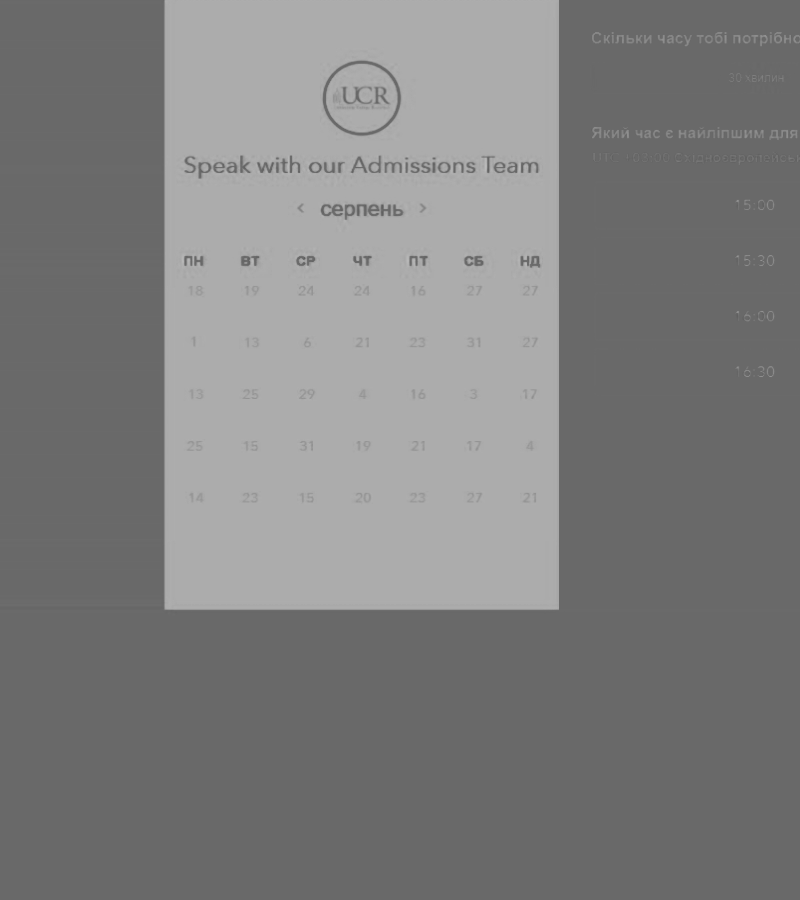 UCR
Speak with our Admissions Team
< серпень >
ПН ВТ СР ЧТ ПТ СБ НД
18 19 24 24 16 27 27
1 13 6 21 23 31 27
13 25 29 4 16 3 17
25 15 31 19 21 17 4
14 23 15 20 23 27 21
Скільки часу тобі потрібно
30 хвилин
Який час є найліпшим для
15:00
15:30
16:00
16:30